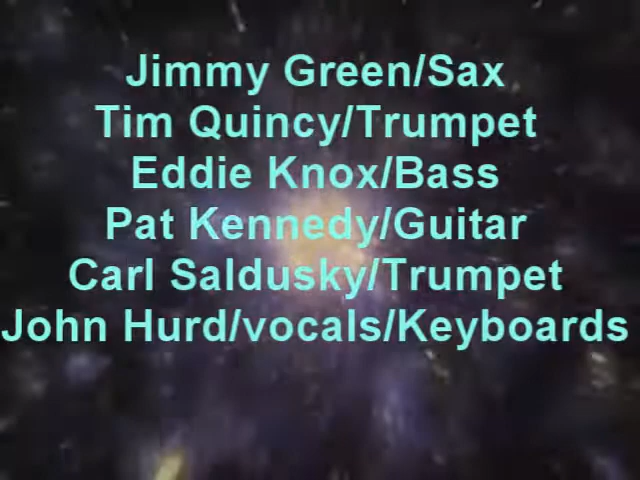 Jimmy Green/Sax
Tim Quincy/Trumpet
Eddie Knox/Bass
Pat Kennedy/Guitar
Carl Saldusky/Trumpet
John Hurd/vocals/Keyboards